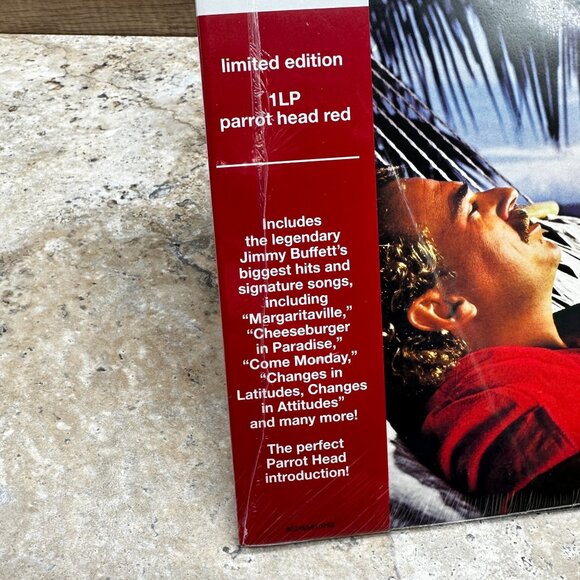 limited edition
1LP
parrot head red
Includes
the legendary
Jimmy Buffett's
biggest hits and
signature songs,
including
"Margaritaville,"
"Cheeseburger
in Paradise,"
"Come Monday,"
"Changes in
Latitudes, Changes
in Attitudes"
and many more!
The perfect
Parrot Head
introduction!